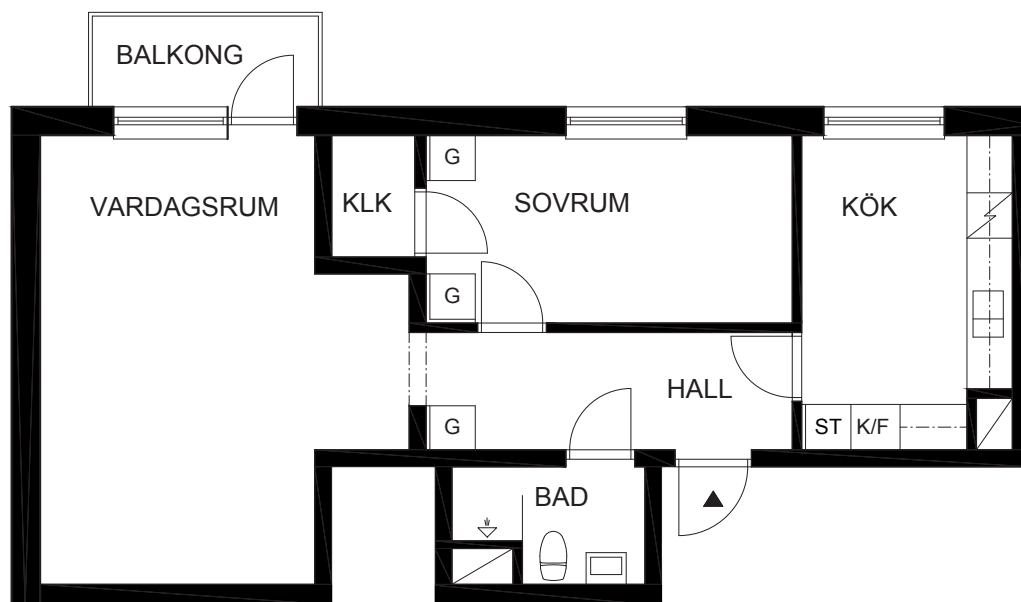 BALKONG
G
VARDAGSRUM
KLK
SOVRUM
KÖK
G
HALL
G
ST
K/F
BAD